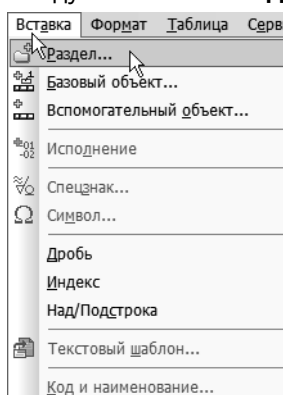 Вставка Формат Таблица Серв
Раздел...
Базовый объект...
Вспомогательный объект...
Исполнение
Спецзнак...
Символ...
Дробь
Индекс
Над/Подстрока
Текстовый шаблон...
Код и наименование...